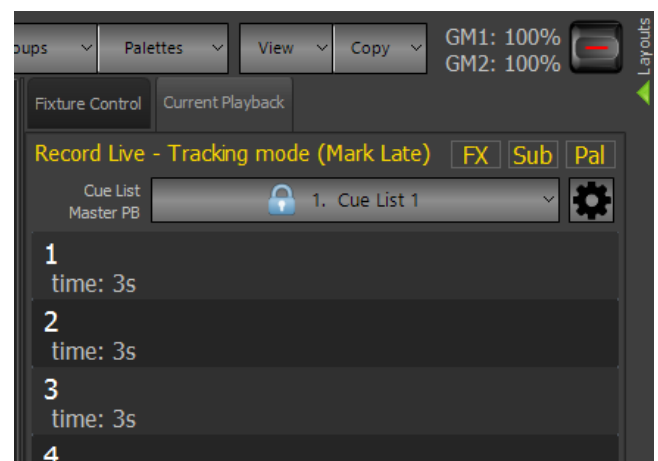 Palettes
View
Copy
GM1: 100%
GM2: 100%
Layouts
Fixture Control
Current Playback
Record Live - Tracking mode (Mark Late)
FX
Sub
Pal
Cue List
Master PB
1. Cue List 1
1
time: 3s
2
time: 3s
3
time: 3s
4